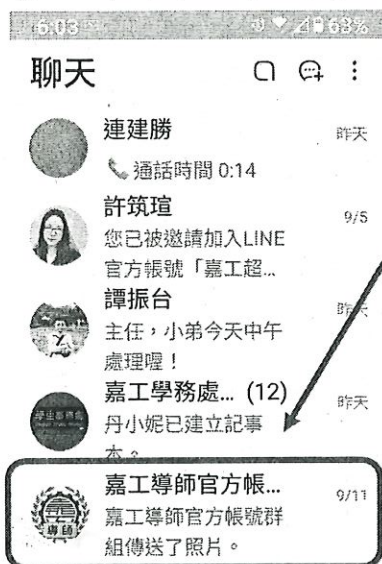 6:03
63%
聊天
連建勝
昨天
通話時間 0:14
許筑瑄
9/5
您已被邀請加入LINE
官方帳號「嘉工超...
譚振台
昨天
主任，小弟今天中午
處理喔！
嘉工學務處... (12)
昨天
丹小妮已建立記事
本。
嘉工導師官方帳...
9/11
嘉工導師官方帳號群
組傳送了照片。
導師